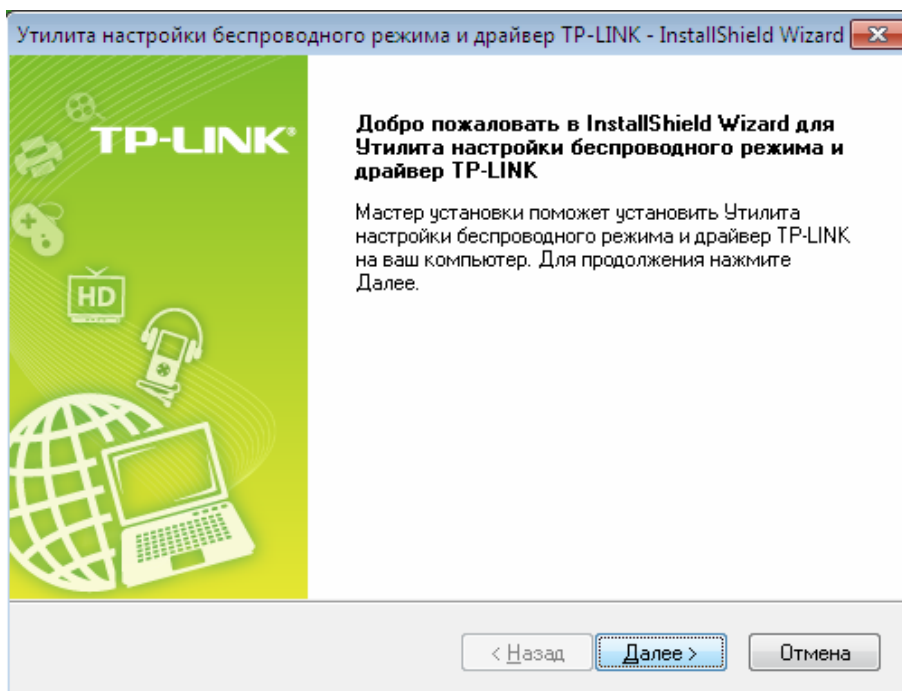 Утилита настройки беспроводного режима и драйвер TP-LINK - InstallShield Wizard
TP-LINK®
Добро пожаловать в InstallShield Wizard для
Утилита настройки беспроводного режима и
драйвер TP-LINK
Мастер установки поможет установить Утилита
настройки беспроводного режима и драйвер TP-LINK
на ваш компьютер. Для продолжения нажмите
Далее.
HD
< Назад
Далее >
Отмена